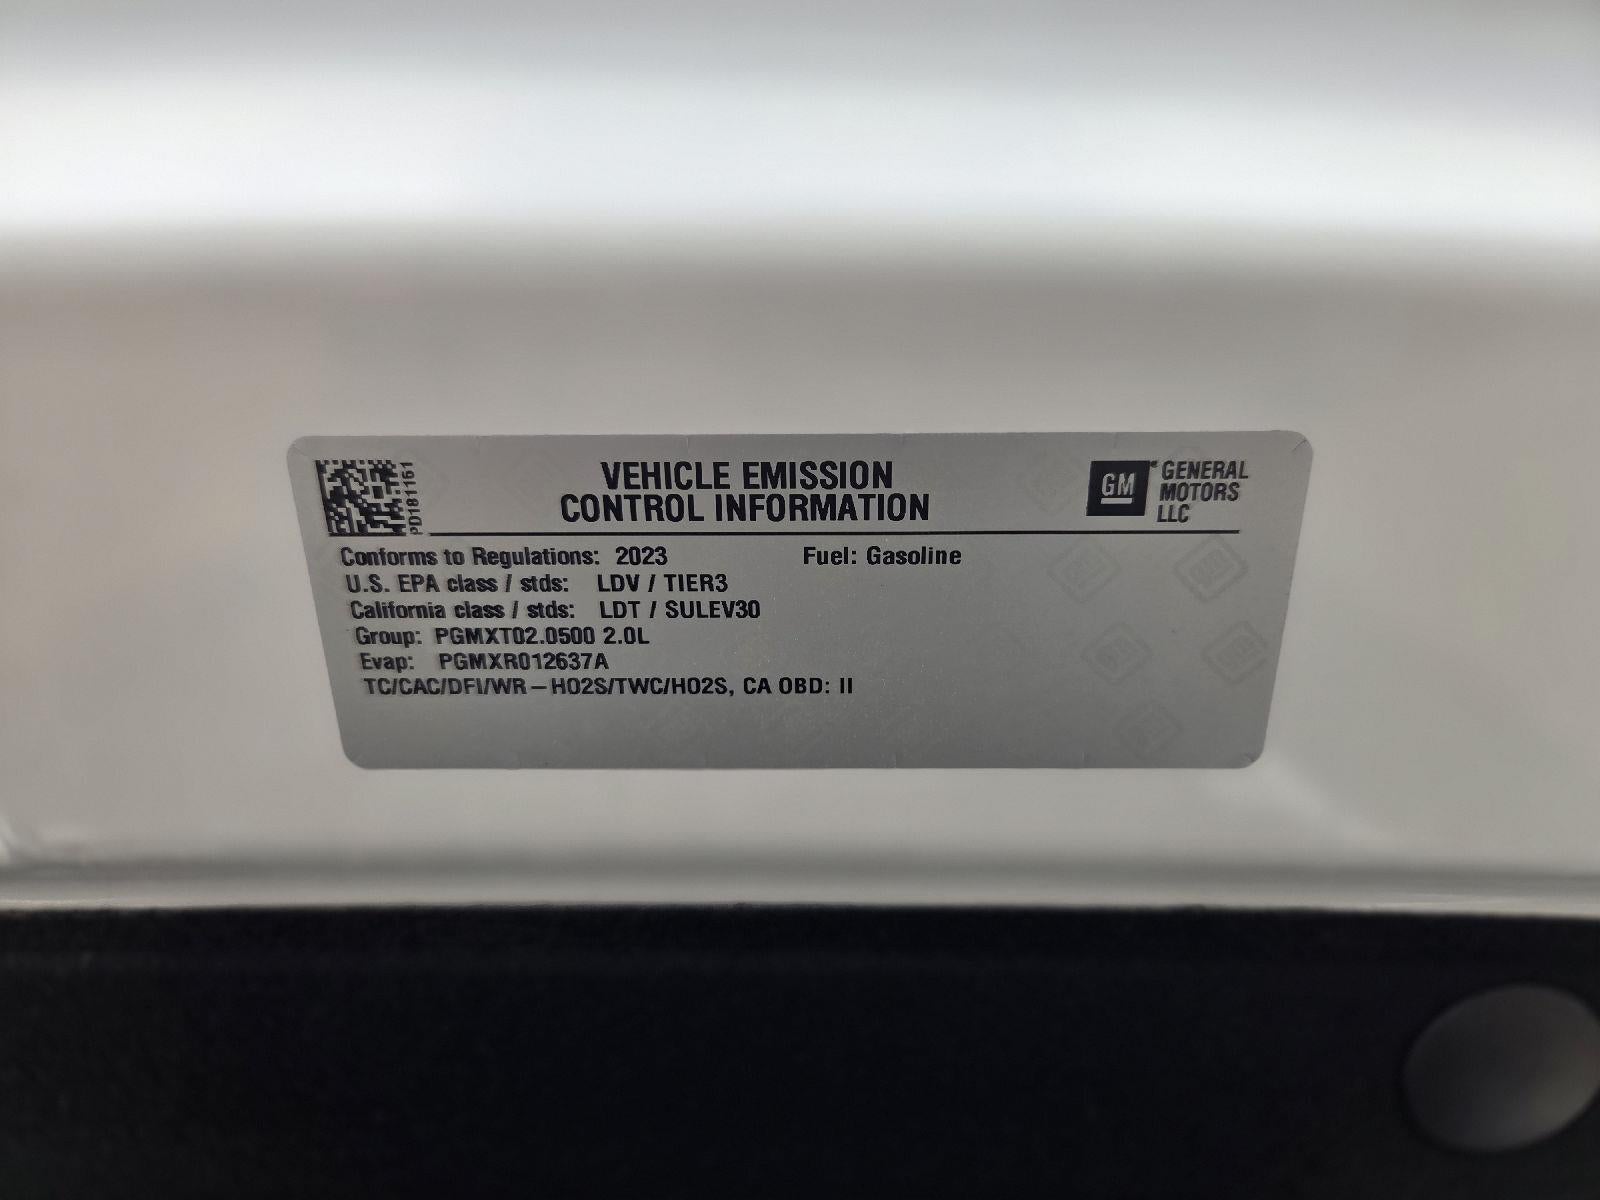 PD181161
VEHICLE EMISSION
CONTROL INFORMATION
GM
GENERAL
MOTORS
LLC
Conforms to Regulations: 2023 Fuel: Gasoline
U.S. EPA class / stds: LDV / TIER3
California class / stds: LDT / SULEV30
Group: PGMXT02.0500 2.0L
Evap: PGMXR012637A
TC/CAC/DFI/WR – HO2S/TWC/HO2S, CA OBD: II